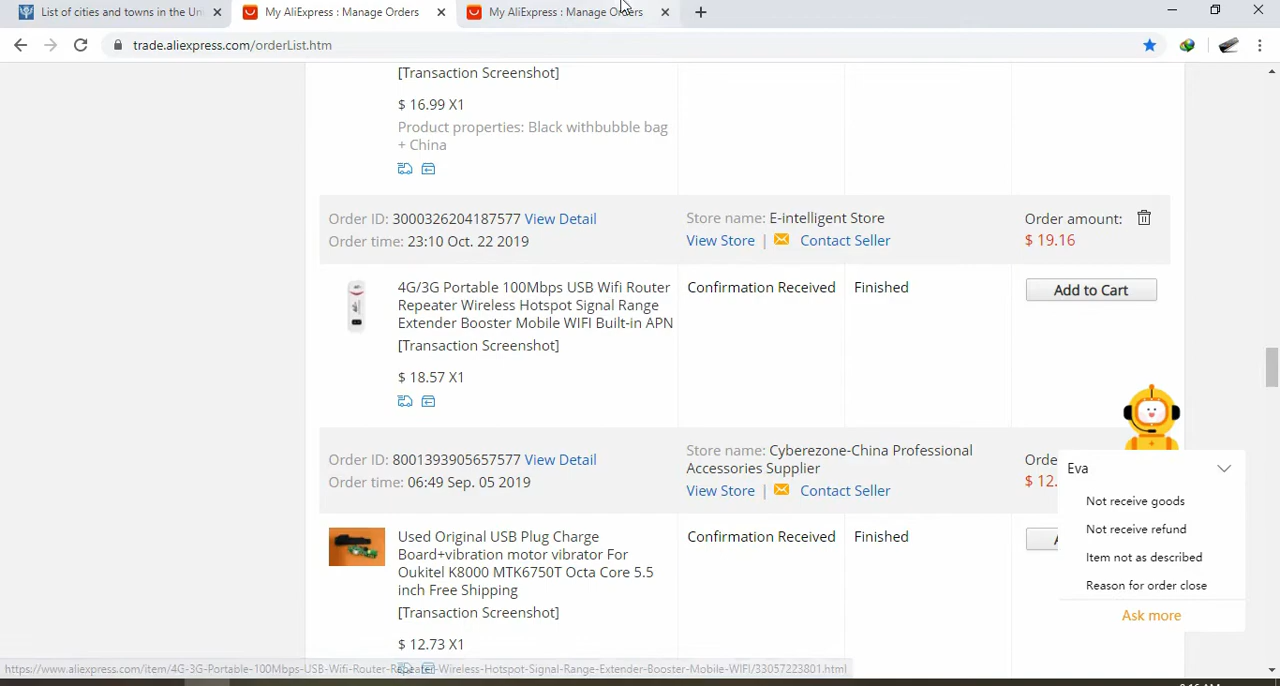 List of cities and towns in the Un
My AliExpress : Manage Orders
My AliExpress : Manage Orders
trade.aliexpress.com/orderList.htm
[Transaction Screenshot]
$ 16.99 X1
Product properties: Black withbubble bag
+ China
Order ID: 3000326204187577 View Detail
Order time: 23:10 Oct. 22 2019
Store name: E-intelligent Store
View Store | Contact Seller
Order amount:
$ 19.16
4G/3G Portable 100Mbps USB Wifi Router
Repeater Wireless Hotspot Signal Range
Extender Booster Mobile WIFI Built-in APN
[Transaction Screenshot]
$ 18.57 X1
Confirmation Received
Finished
Add to Cart
Order ID: 8001393905657577 View Detail
Order time: 06:49 Sep. 05 2019
Store name: Cyberezone-China Professional
Accessories Supplier
View Store | Contact Seller
Orde
$ 12.
Used Original USB Plug Charge
Board+vibration motor vibrator For
Oukitel K8000 MTK6750T Octa Core 5.5
inch Free Shipping
[Transaction Screenshot]
$ 12.73 X1
Confirmation Received
Finished
Eva
Not receive goods
Not receive refund
Item not as described
Reason for order close
Ask more
https://www.aliexpress.com/item/4G-3G-Portable-100Mbps-USB-Wifi-Router-Repeater-Wireless-Hotspot-Signal-Range-Extender-Booster-Mobile-WIFI/33057223801.html